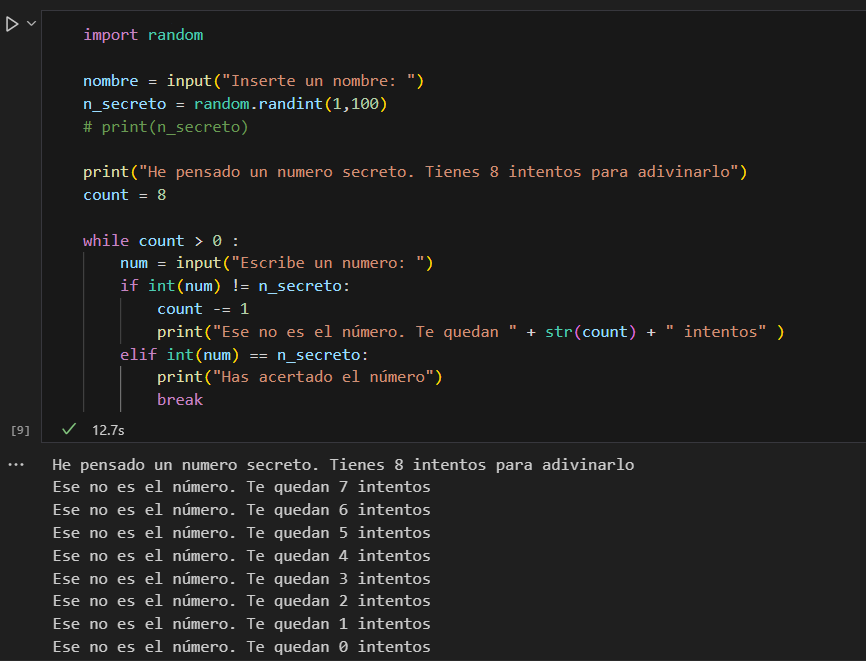 import random
nombre = input("Inserte un nombre: ")
n_secreto = random.randint(1,100)
# print(n_secreto)
print("He pensado un numero secreto. Tienes 8 intentos para adivinarlo")
count = 8
while count > 0 :
    num = input("Escribe un numero: ")
    if int(num) != n_secreto:
        count -= 1
        print("Ese no es el número. Te quedan " + str(count) + " intentos" )
    elif int(num) == n_secreto:
        print("Has acertado el número")
        break
[9] 12.7s
He pensado un numero secreto. Tienes 8 intentos para adivinarlo
Ese no es el número. Te quedan 7 intentos
Ese no es el número. Te quedan 6 intentos
Ese no es el número. Te quedan 5 intentos
Ese no es el número. Te quedan 4 intentos
Ese no es el número. Te quedan 3 intentos
Ese no es el número. Te quedan 2 intentos
Ese no es el número. Te quedan 1 intentos
Ese no es el número. Te quedan 0 intentos